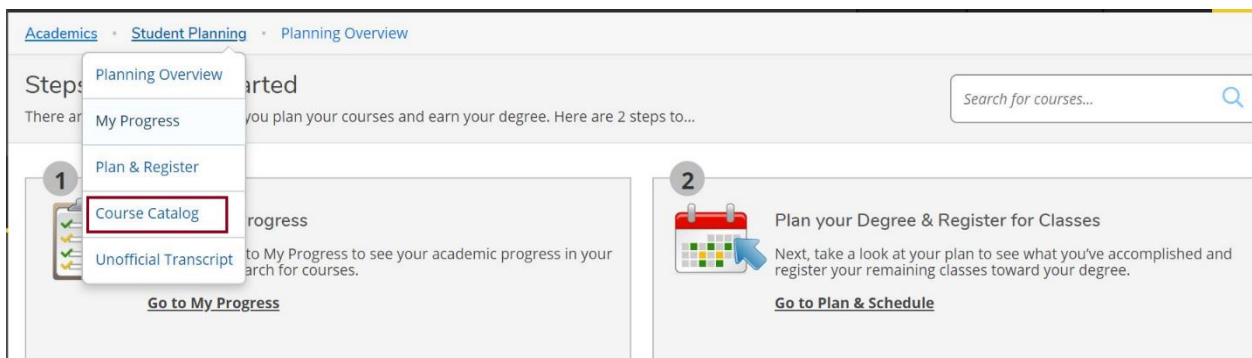 Academics · Student Planning · Planning Overview
Planning Overview
My Progress
Plan & Register
Course Catalog
Unofficial Transcript
Steps arted
There ar you plan your courses and earn your degree. Here are 2 steps to...
Search for courses...
1
rogress
to My Progress to see your academic progress in your
arch for courses.
Go to My Progress
2
Plan your Degree & Register for Classes
Next, take a look at your plan to see what you've accomplished and
register your remaining classes toward your degree.
Go to Plan & Schedule